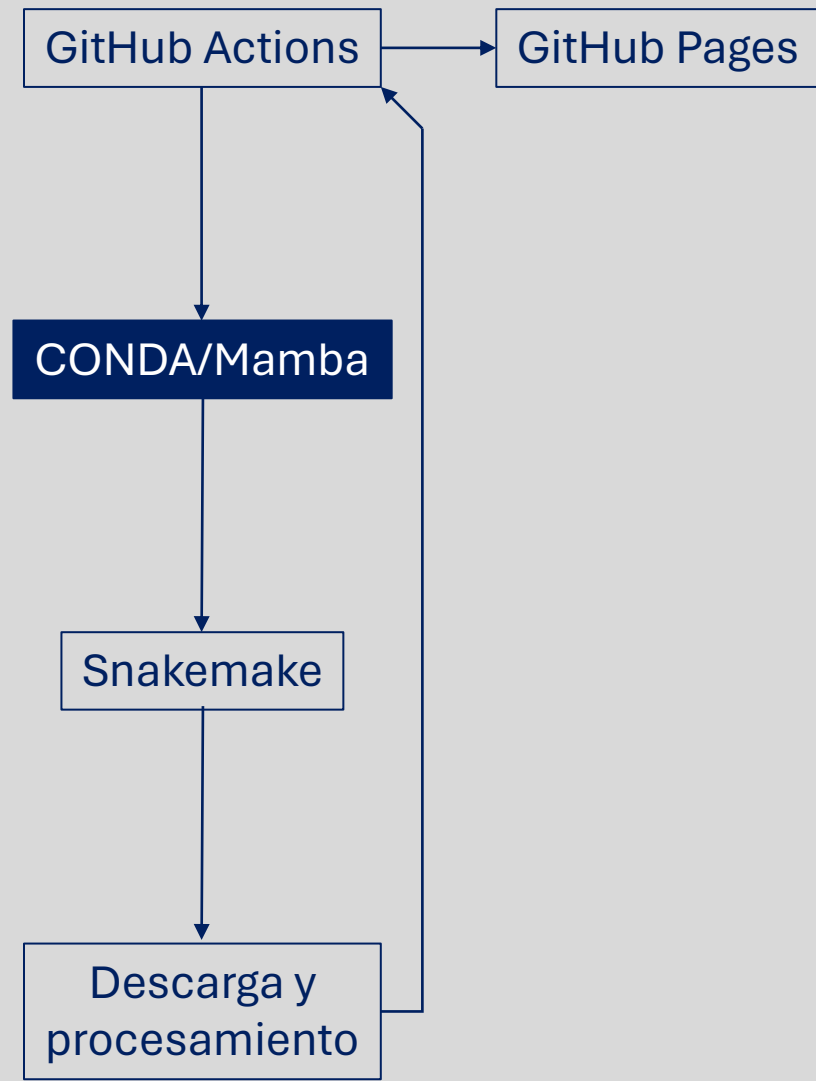 GitHub Actions
GitHub Pages
CONDA/Mamba
Snakemake
Descarga y
procesamiento